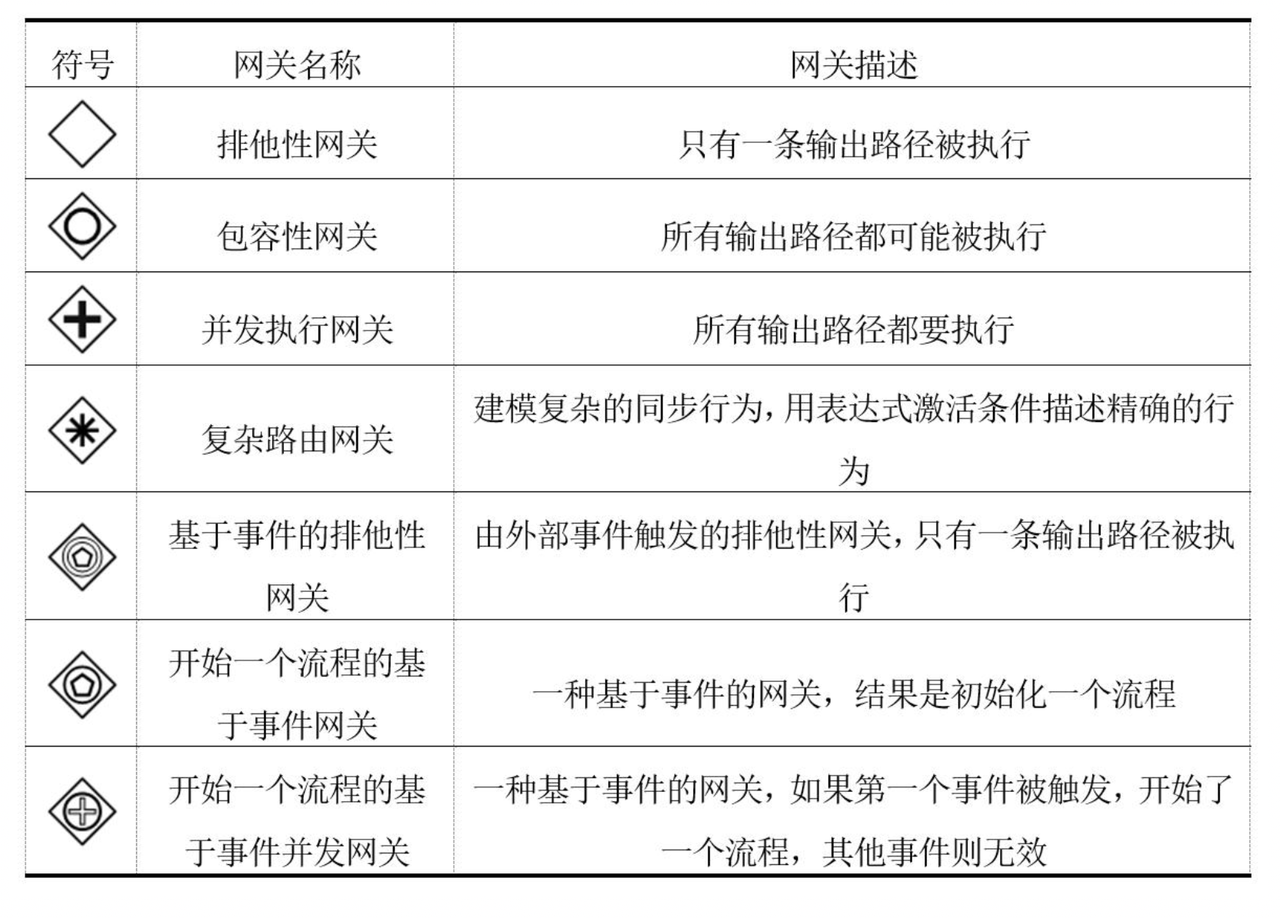 符号 网关名称 网关描述
排他性网关 只有一条输出路径被执行
包容性网关 所有输出路径都可能被执行
并发执行网关 所有输出路径都要执行
复杂路由网关
建模复杂的同步行为，用表达式激活条件描述精确的行
为
基于事件的排他性
网关
由外部事件触发的排他性网关，只有一条输出路径被执
行
开始一个流程的基
于事件网关
一种基于事件的网关，结果是初始化一个流程
开始一个流程的基
于事件并发网关
一种基于事件的网关，如果第一个事件被触发，开始了
一个流程，其他事件则无效